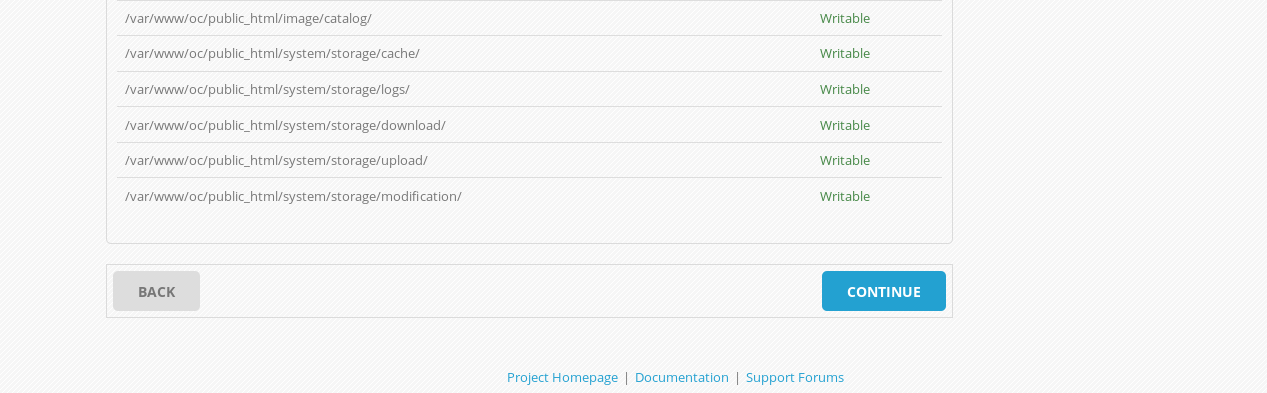 /var/www/oc/public_html/image/catalog/ Writable
/var/www/oc/public_html/system/storage/cache/ Writable
/var/www/oc/public_html/system/storage/logs/ Writable
/var/www/oc/public_html/system/storage/download/ Writable
/var/www/oc/public_html/system/storage/upload/ Writable
/var/www/oc/public_html/system/storage/modification/ Writable
BACK CONTINUE
Project Homepage | Documentation | Support Forums